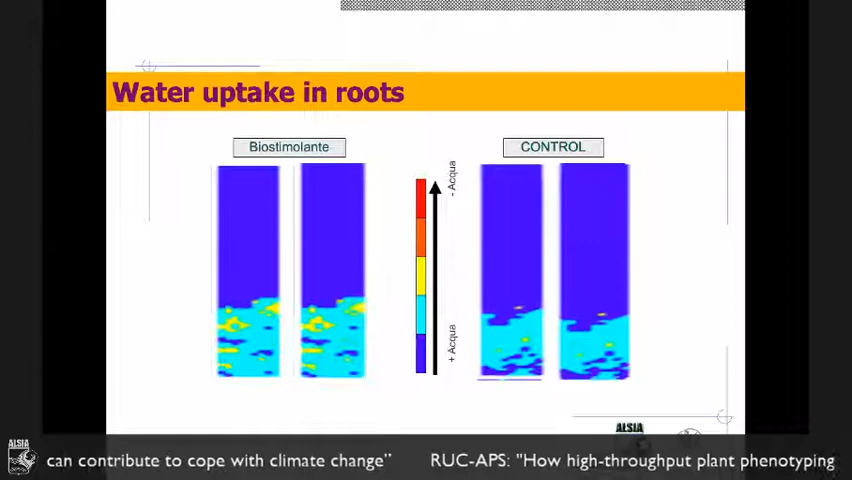 Water uptake in roots
Biostimolante
CONTROL
- Acqua
+ Acqua
ALSIA
ALSIA
can contribute to cope with climate change”
RUC-APS: "How high-throughput plant phenotyping